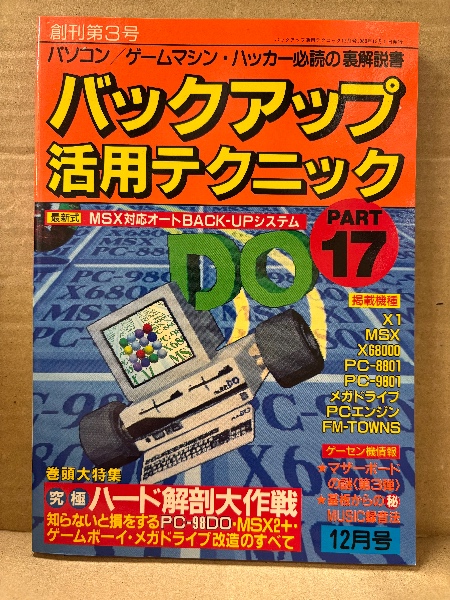 創刊第3号
パソコン/ゲームマシン・ハッカー必読の裏解説書
バックアップ
活用テクニック
PART
17
最新式 MSX対応オートBACK-UPシステム
DO
掲載機種
X1
MSX
X68000
PC-8801
PC-9801
メガドライブ
PCエンジン
FM-TOWNS
ゲーセン機情報
★マザーボード
の謎〈第3弾〉
★基板からの㊙
MUSIC録音法
12月号
巻頭大特集
究極 ハード解剖大作戦
知らないと損をするPC-98DO・MSX2+・
ゲームボーイ・メガドライブ改造のすべて